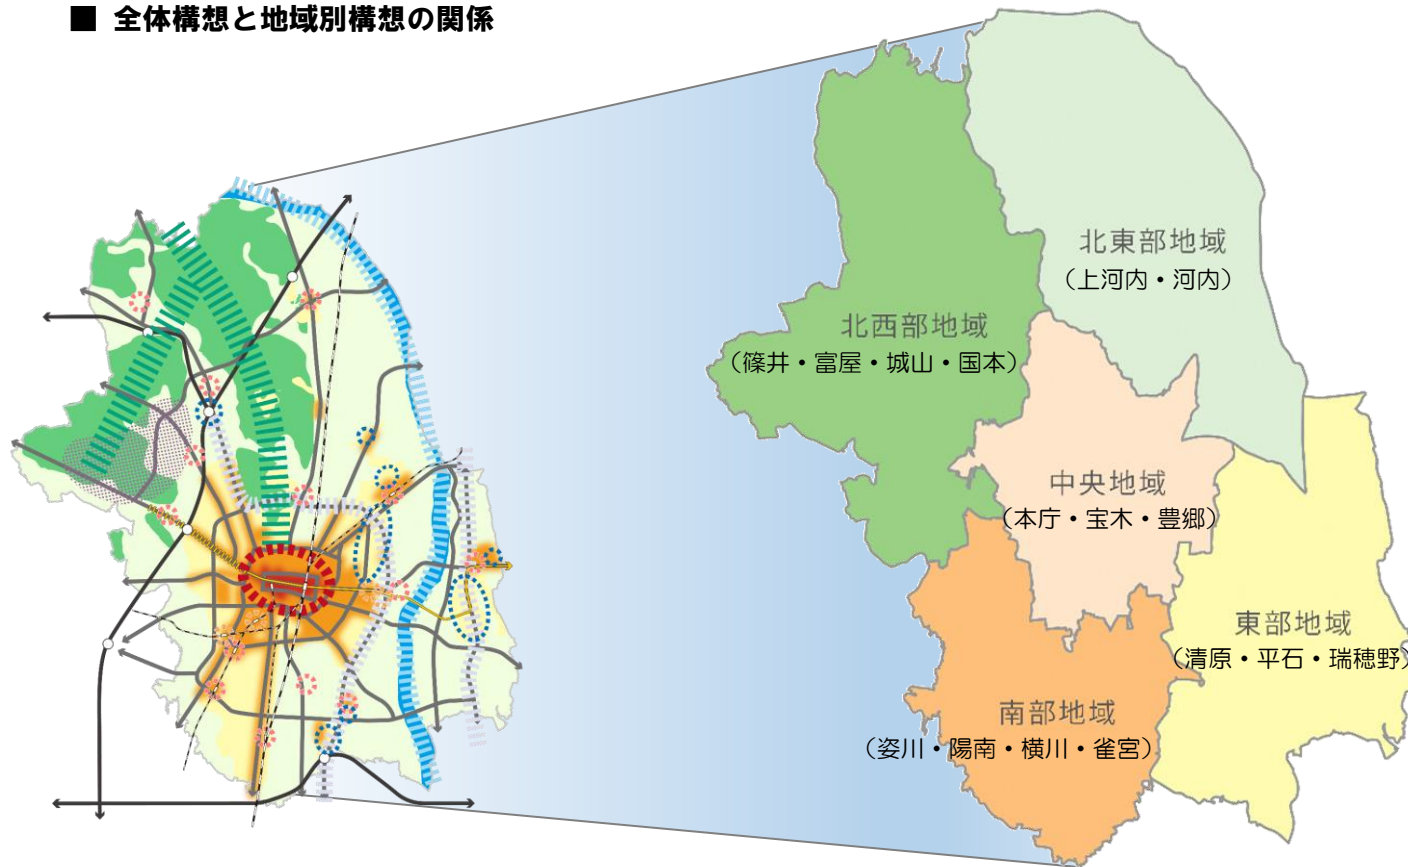 ■ 全体構想と地域別構想の関係
北東部地域
（上河内・河内）
北西部地域
（篠井・富屋・城山・国本）
中央地域
（本庁・宝木・豊郷）
東部地域
（清原・平石・瑞穂野）
南部地域
（姿川・陽南・横川・雀宮）